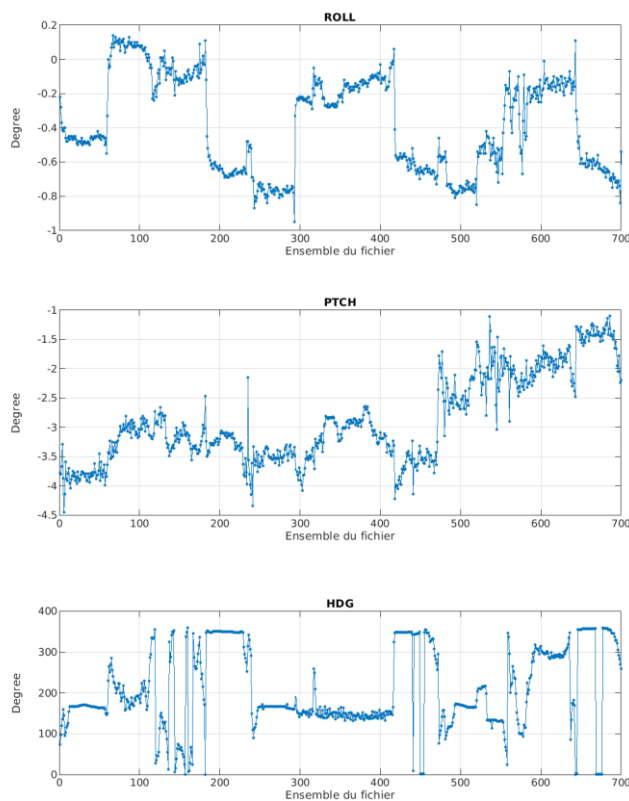 ROLL
Degree
0.2
0
-0.2
-0.4
-0.6
-0.8
-1
0 100 200 300 400 500 600 700
Ensemble du fichier
PTCH
Degree
-1
-1.5
-2
-2.5
-3
-3.5
-4
-4.5
0 100 200 300 400 500 600 700
Ensemble du fichier
HDG
Degree
400
300
200
100
0
0 100 200 300 400 500 600 700
Ensemble du fichier